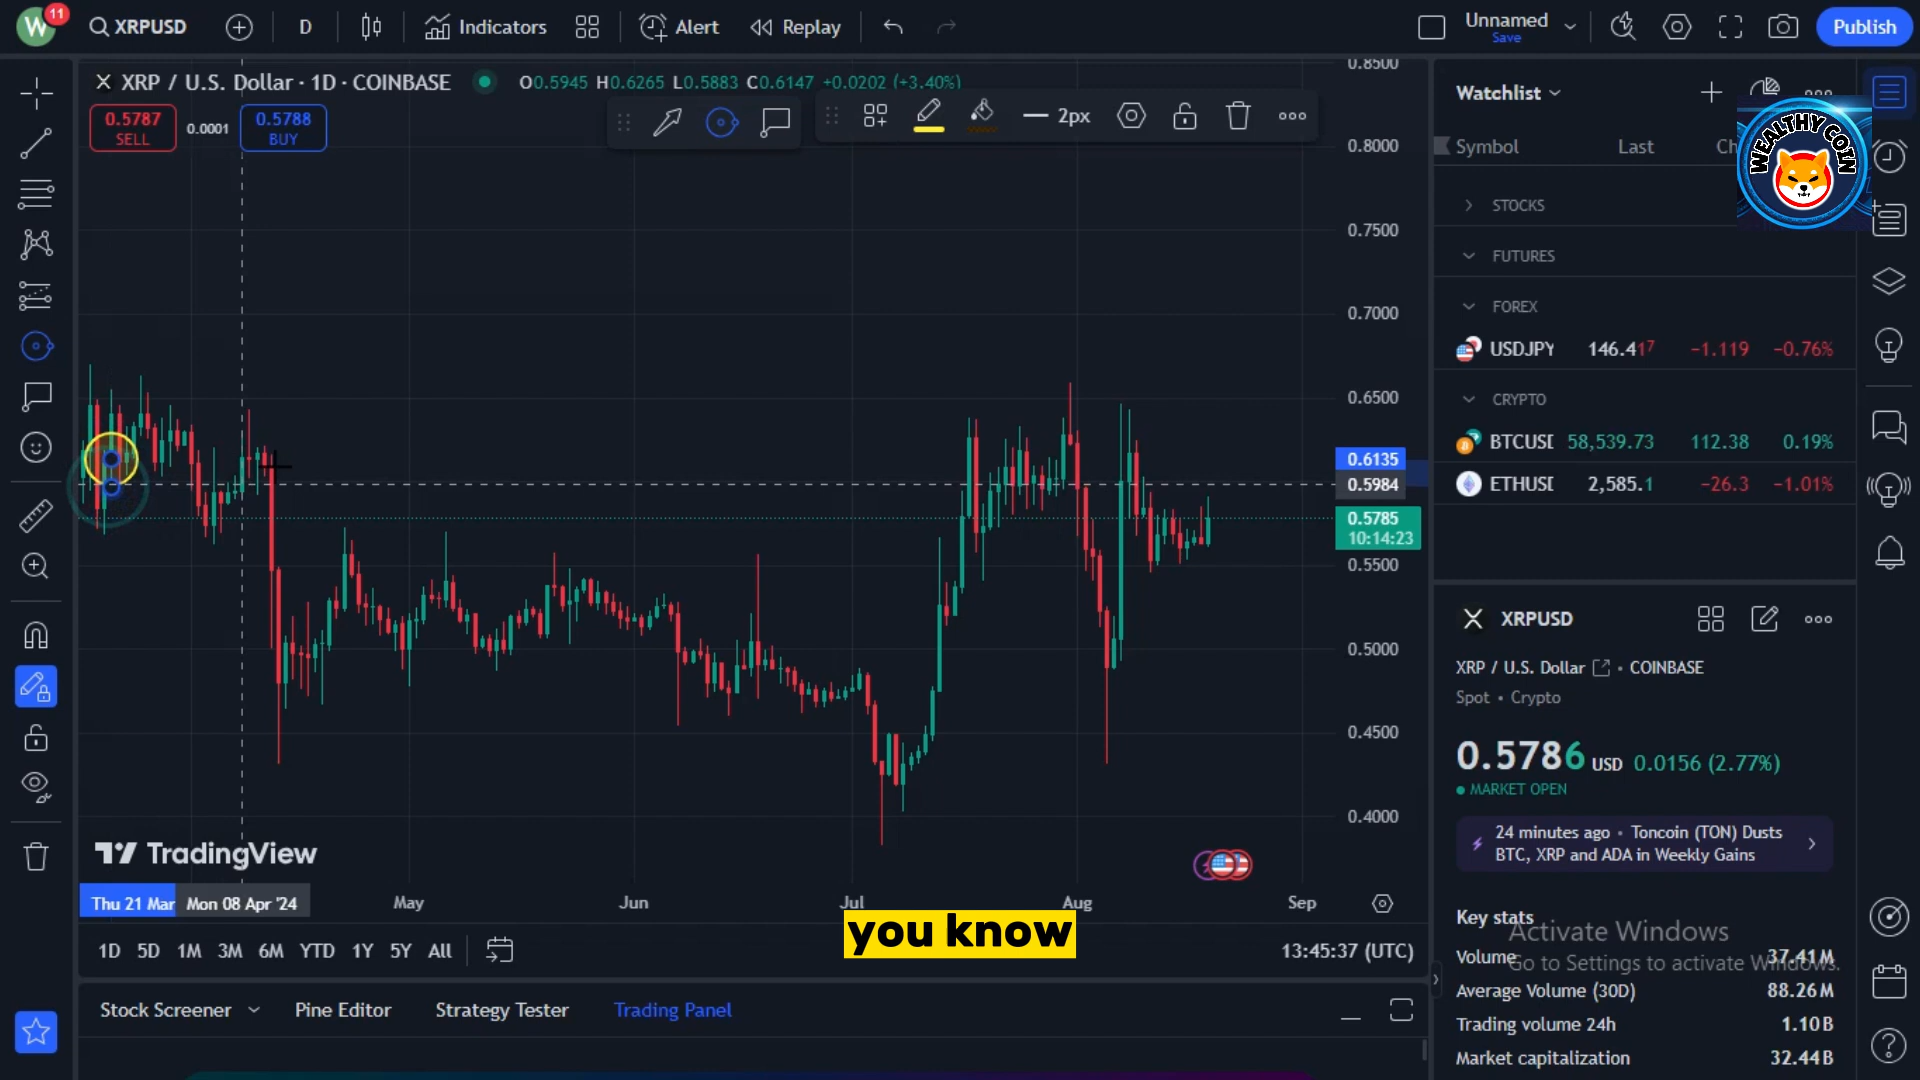 W 11 XRPUSD D Indicators Alert Replay Unnamed Save Publish
XRP / U.S. Dollar · 1D · COINBASE O0.5945 H0.6265 L0.5883 C0.6147 +0.0202 (+3.40%)
0.5787 SELL 0.0001 0.5788 BUY
2px
0.8500
0.8000
0.7500
0.7000
0.6500
0.6135
0.5984
0.5785
10:14:23
0.5500
0.5000
0.4500
0.4000
TradingView
Thu 21 Mar Mon 08 Apr '24 May Jun Jul Aug Sep
you know
1D 5D 1M 3M 6M YTD 1Y 5Y All 13:45:37 (UTC)
Stock Screener Pine Editor Strategy Tester Trading Panel
Watchlist
WEALTHY COIN
Symbol Last
STOCKS
FUTURES
FOREX
USDJPY 146.417 −1.119 −0.76%
CRYPTO
BTCUSD 58,539.73 112.38 0.19%
ETHUSD 2,585.1 −26.3 −1.01%
XRPUSD
XRP / U.S. Dollar • COINBASE
Spot • Crypto
0.5786 USD 0.0156 (2.77%)
MARKET OPEN
24 minutes ago • Toncoin (TON) Dusts
BTC, XRP and ADA in Weekly Gains
Key stats
Activate Windows
Go to Settings to activate Windows.
Volume 37.41M
Average Volume (30D) 88.26M
Trading volume 24h 1.10B
Market capitalization 32.44B